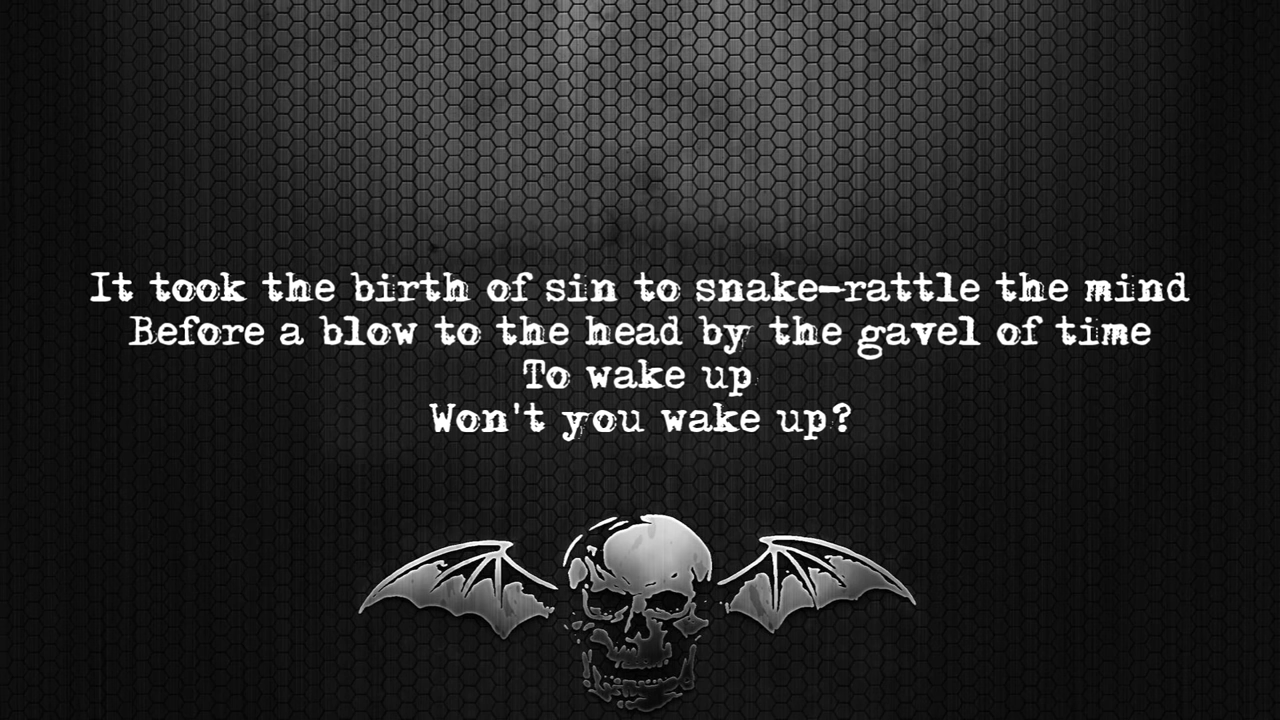 It took the birth of sin to snake-rattle the mind
Before a blow to the head by the gavel of time
To wake up
Won't you wake up?